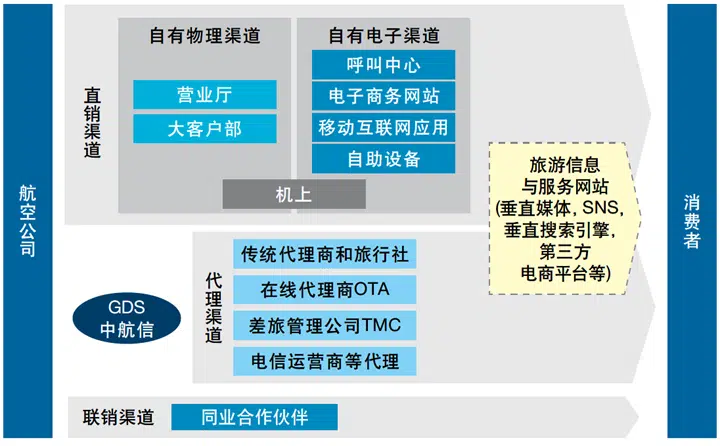 航空公司
直销渠道
自有物理渠道
营业厅
大客户部
自有电子渠道
呼叫中心
电子商务网站
移动互联网应用
自助设备
机上
GDS
中航信
代理渠道
传统代理商和旅行社
在线代理商OTA
差旅管理公司TMC
电信运营商等代理
联销渠道
同业合作伙伴
旅游信息
与服务网站
(垂直媒体, SNS,
垂直搜索引擎,
第三方
电商平台等)
消费者